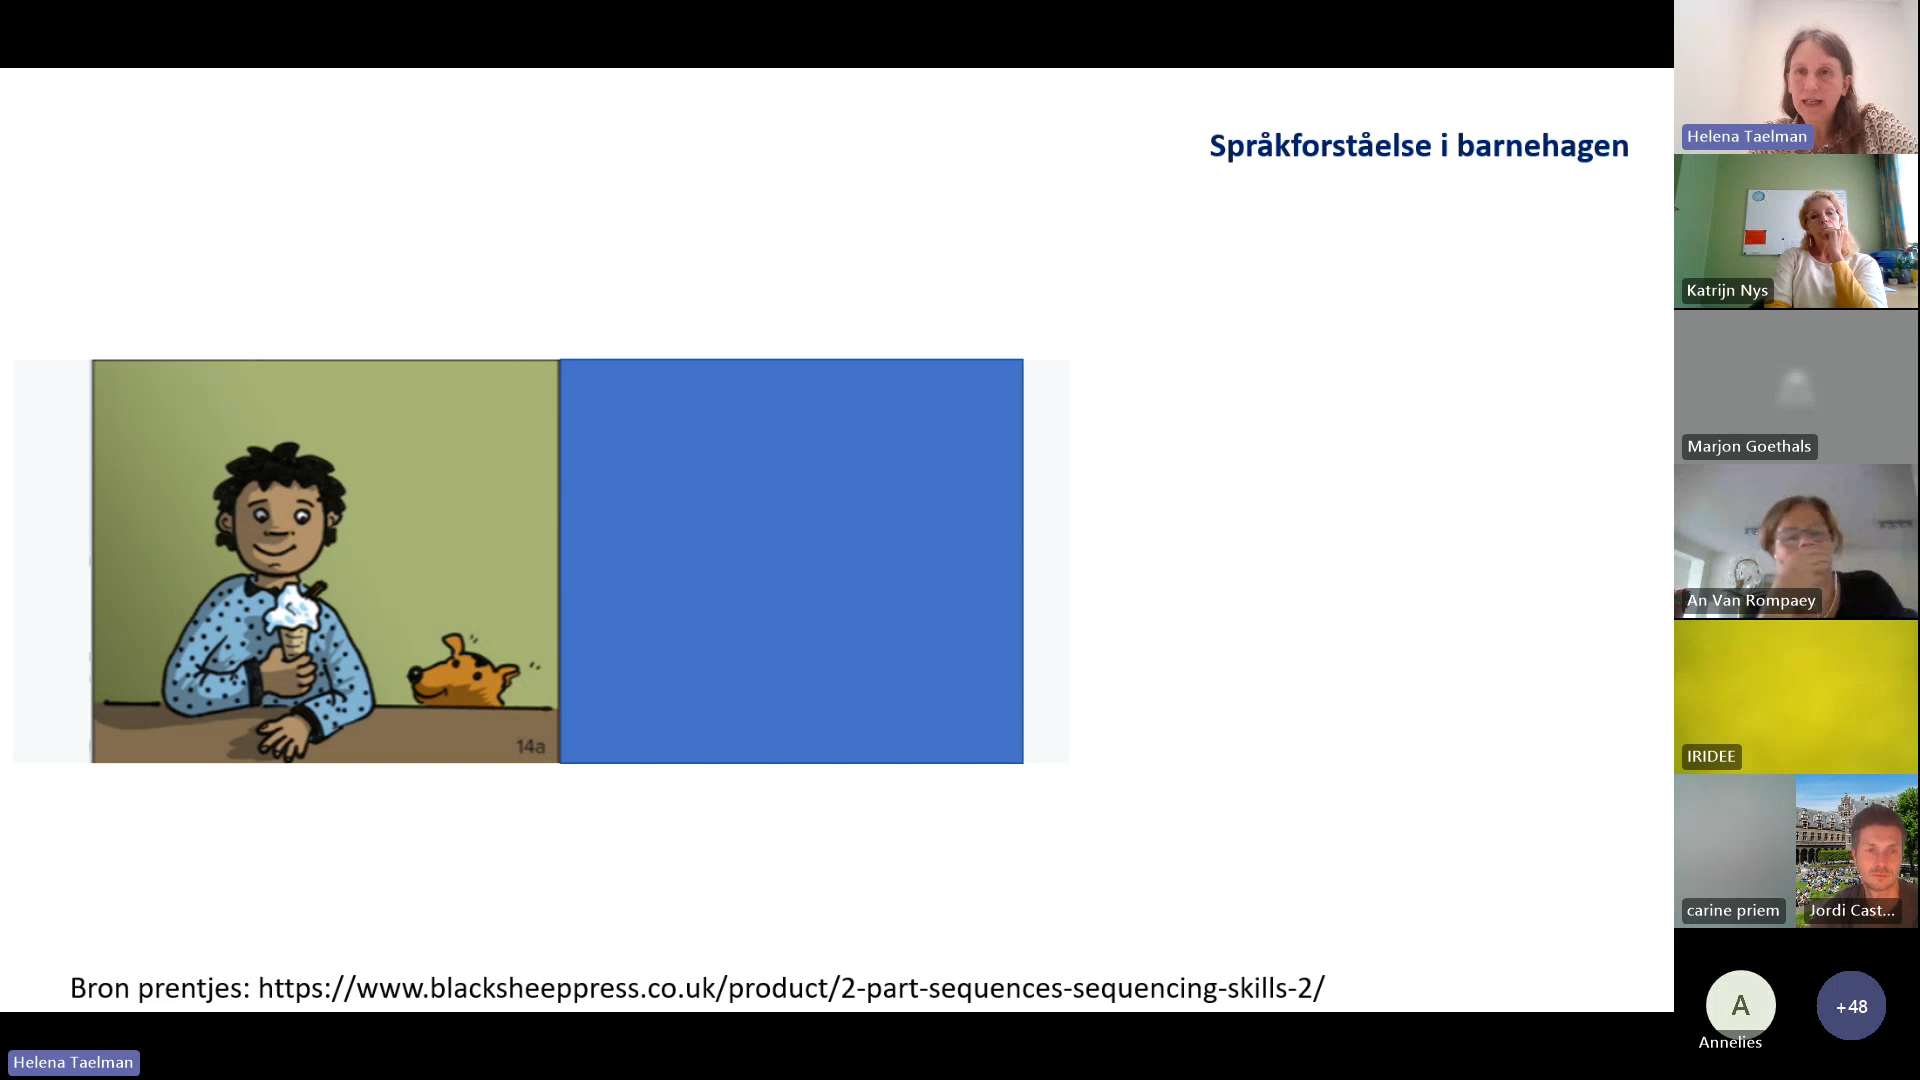 Språkforståelse i barnehagen
14a
Bron prentjes: https://www.blacksheeppress.co.uk/product/2-part-sequences-sequencing-skills-2/
Helena Taelman
Helena Taelman
Katrijn Nys
Marjon Goethals
An Van Rompaey
IRIDEE
carine priem
Jordi Cast...
A
Annelies
+48